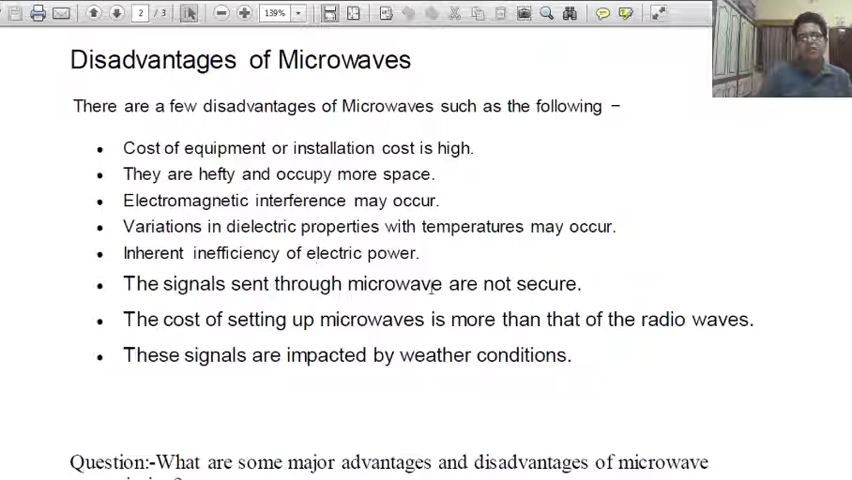 2 / 3 139%
Disadvantages of Microwaves
There are a few disadvantages of Microwaves such as the following −
• Cost of equipment or installation cost is high.
• They are hefty and occupy more space.
• Electromagnetic interference may occur.
• Variations in dielectric properties with temperatures may occur.
• Inherent inefficiency of electric power.
• The signals sent through microwave are not secure.
• The cost of setting up microwaves is more than that of the radio waves.
• These signals are impacted by weather conditions.
Question:-What are some major advantages and disadvantages of microwave